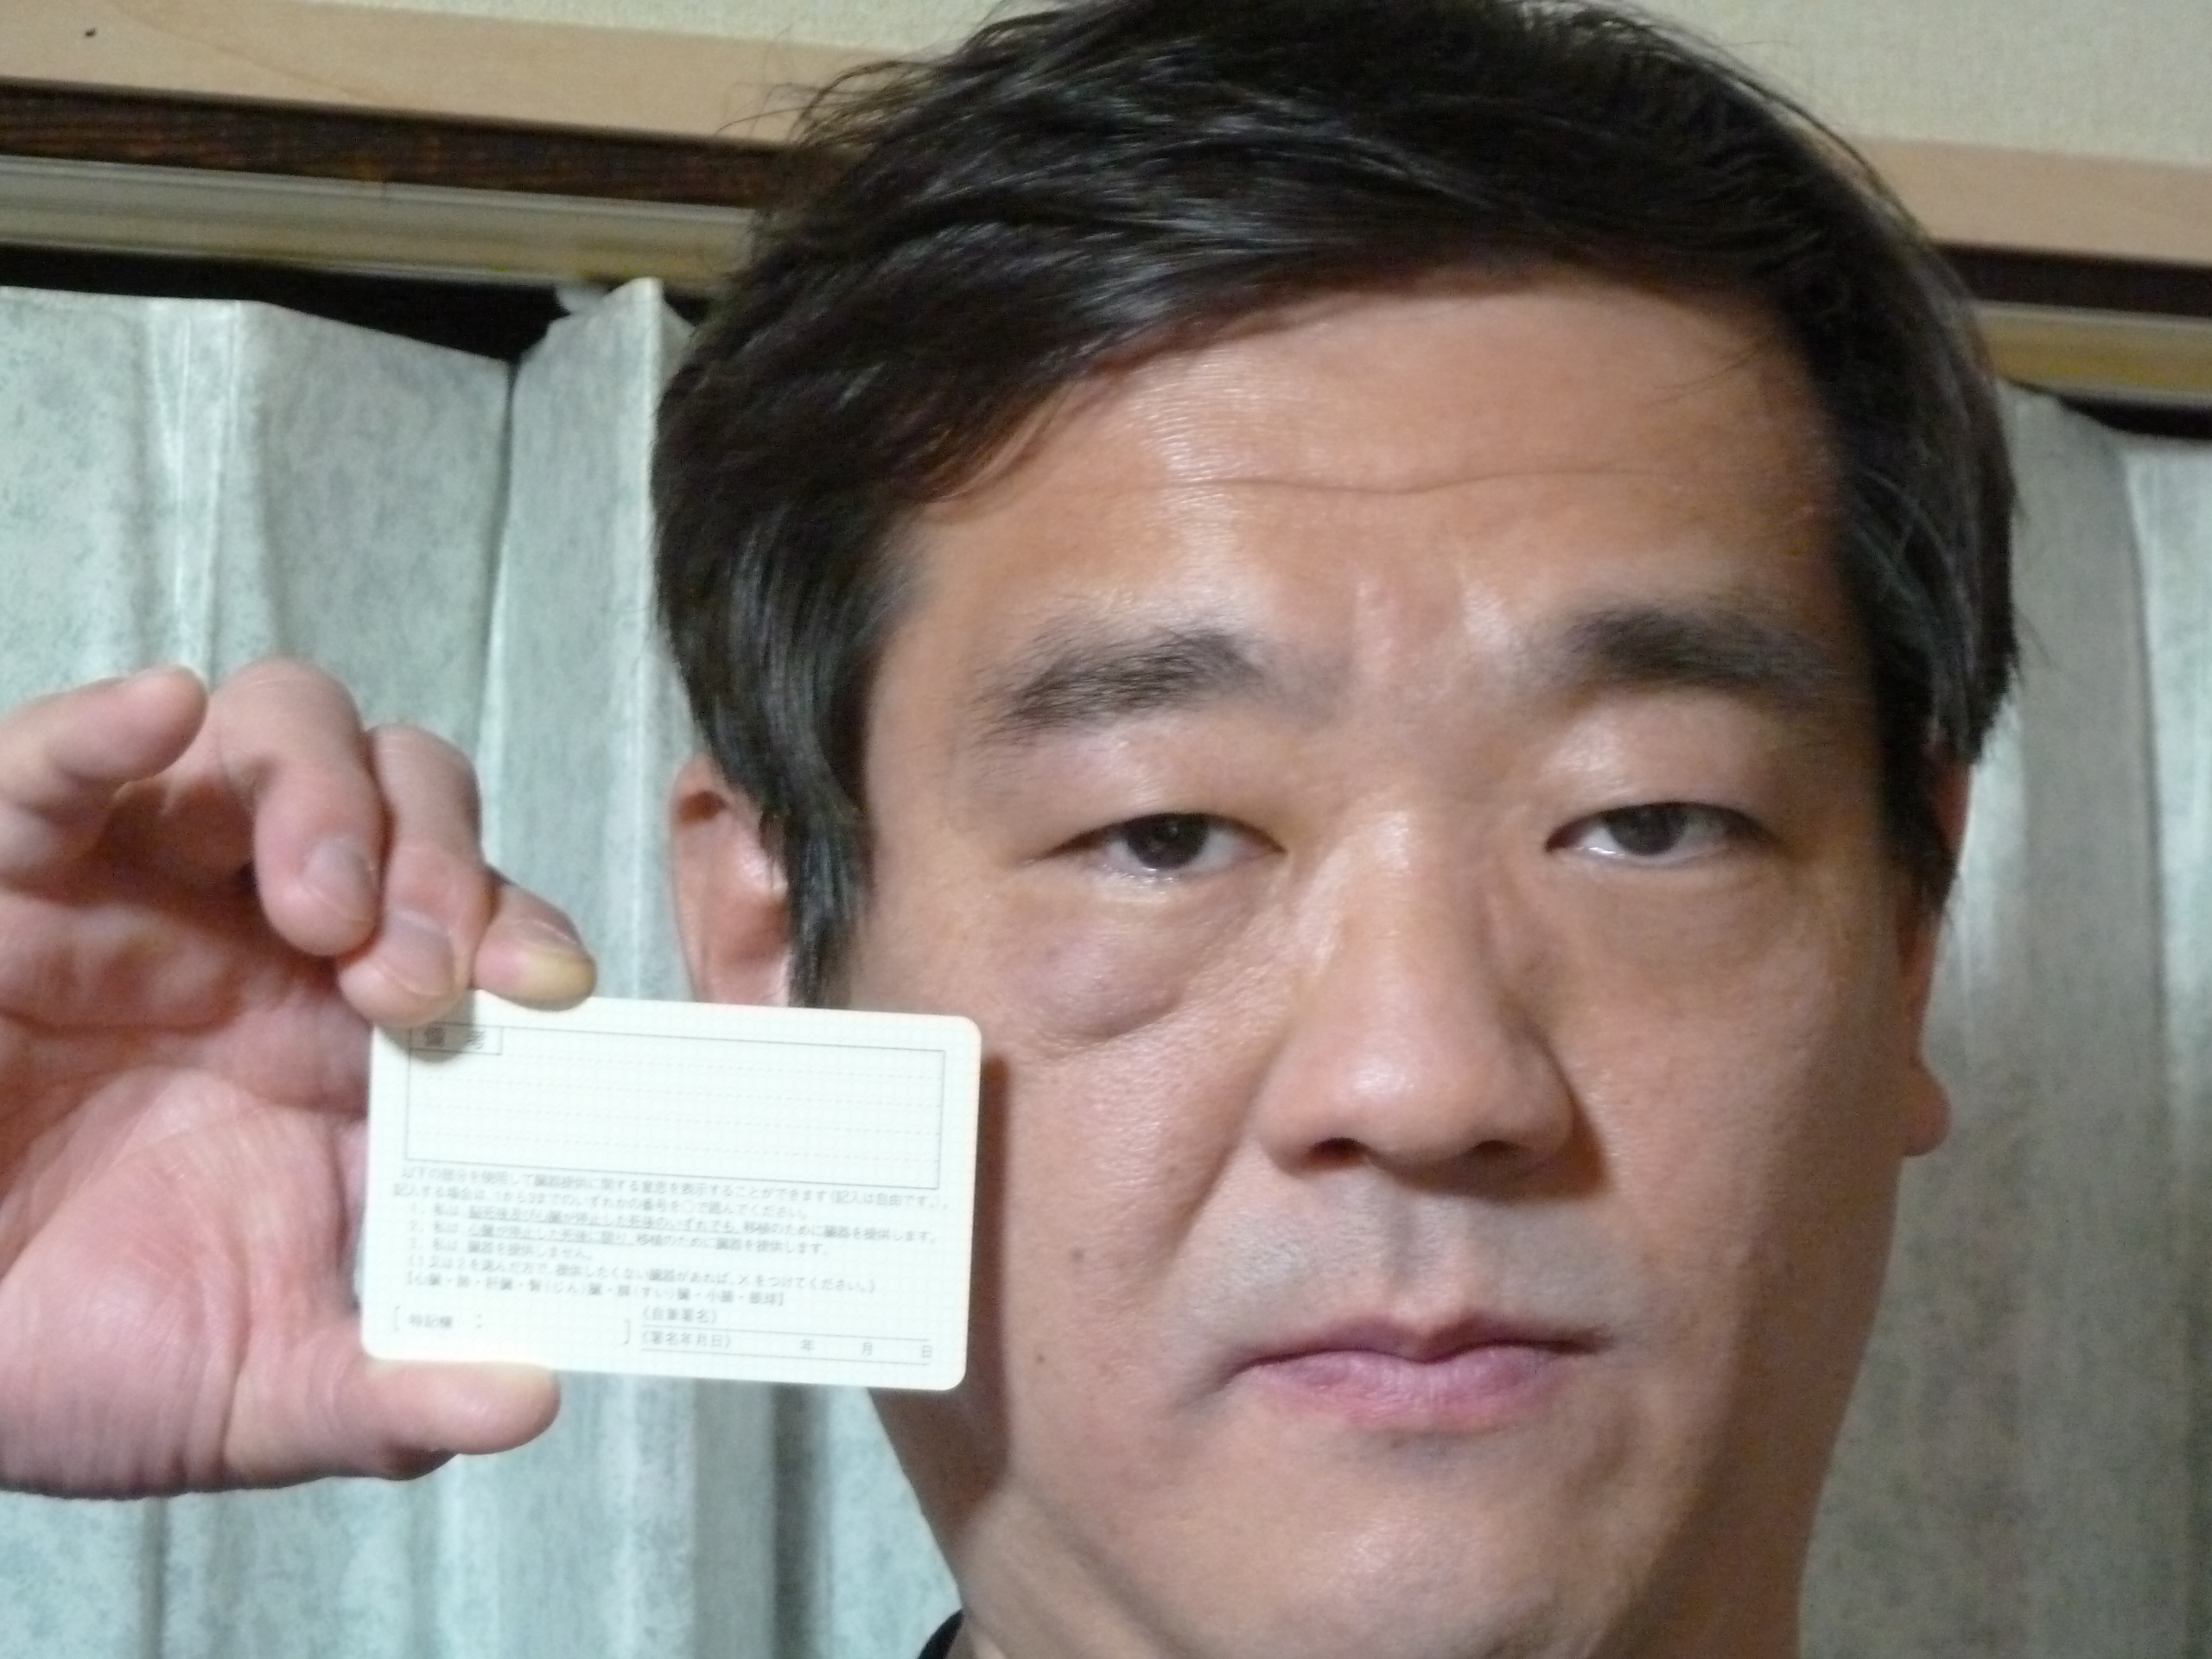 備 考
以下の部分を使用して臓器提供に関する意思を表示することができます(記入は自由です。)。
記入する場合は、1から3までのいずれかの番号を○で囲んでください。
1. 私は、脳死後及び心臓が停止した死後のいずれでも、移植のために臓器を提供します。
2. 私は、心臓が停止した死後に限り、移植のために臓器を提供します。
3. 私は、臓器を提供しません。
《1又は2を選んだ方で、提供したくない臓器があれば、×をつけてください。》
【心臓・肺・肝臓・腎(じん)臓・膵(すい)臓・小腸・眼球】
〔特記欄 : 〕
《自筆署名》
《署名年月日》 年 月 日